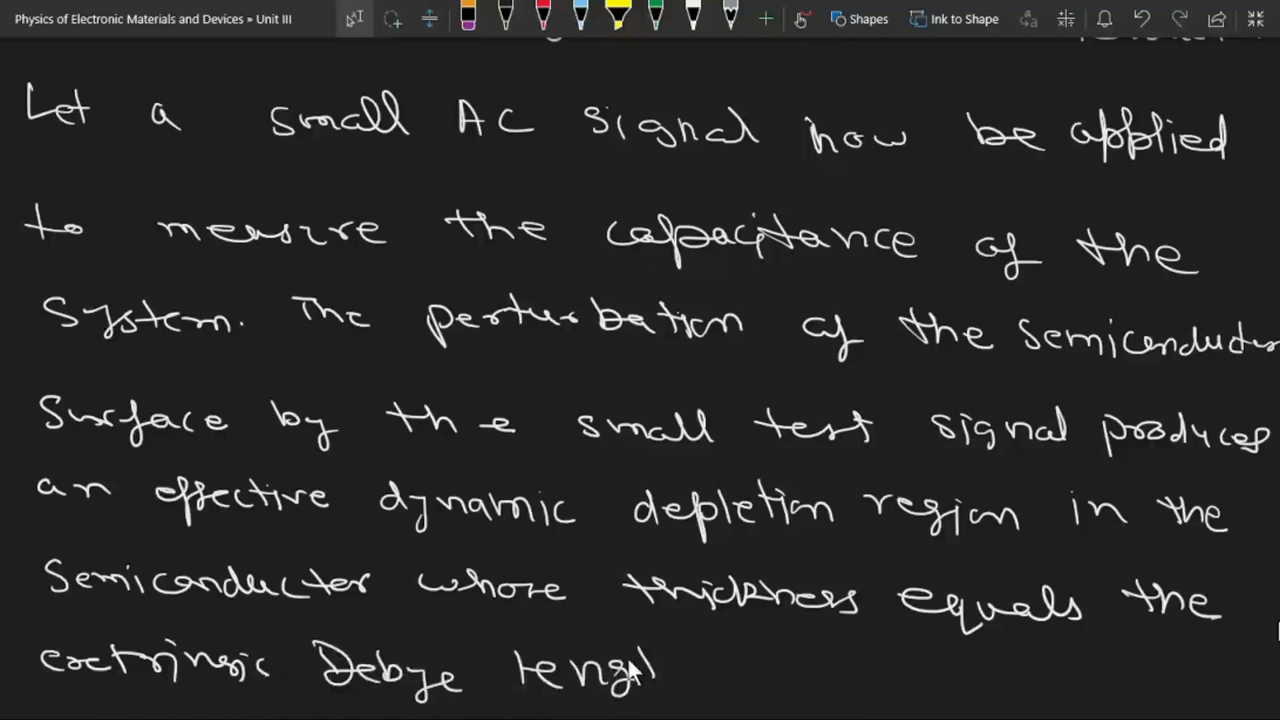 Physics of Electronic Materials and Devices » Unit III
Shapes
Ink to Shape
Let a small AC signal now be applied
to measure the capacitance of the
System. The perturbation of the semiconductor
Surface by the small test signal produces
an effective dynamic depletion region in the
Semiconductor whose thickness equals the
extrinsic Debye leng